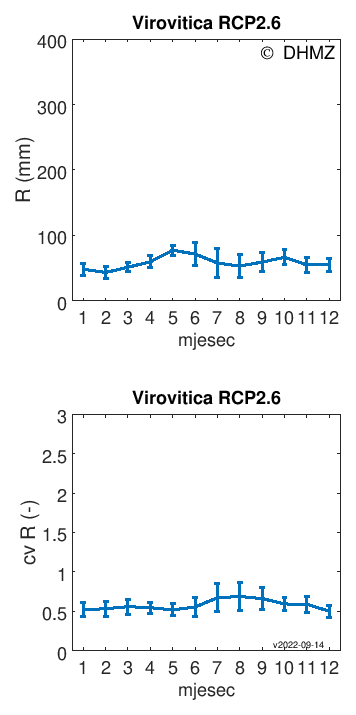 Virovitica RCP2.6
© DHMZ
400
300
200
100
0
R (mm)
1 2 3 4 5 6 7 8 9 10 11 12
mjesec
Virovitica RCP2.6
3
2.5
2
1.5
1
0.5
0
cv R (-)
v2022-09-14
1 2 3 4 5 6 7 8 9 10 11 12
mjesec